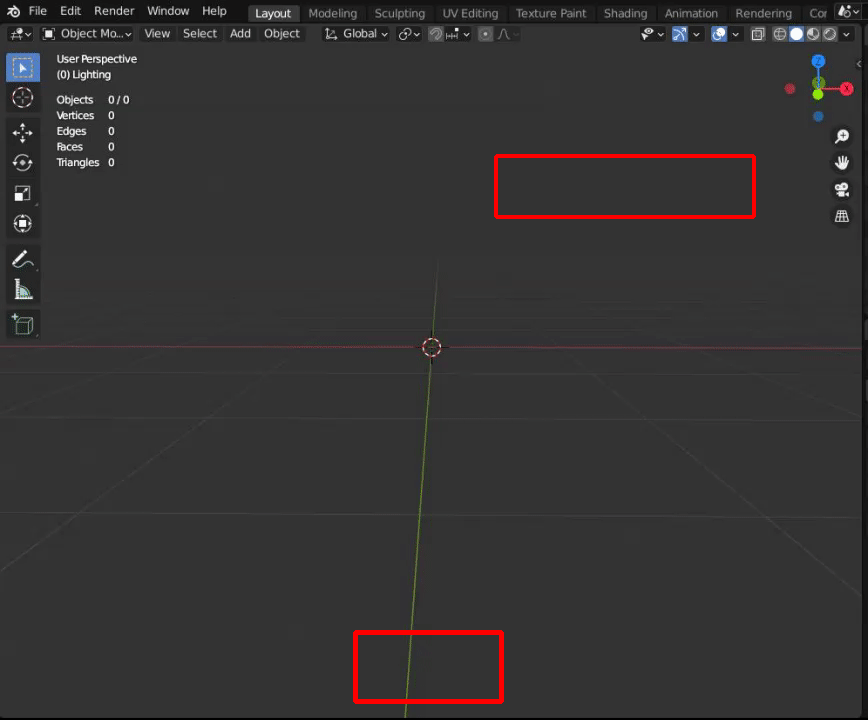 File Edit Render Window Help Layout Modeling Sculpting UV Editing Texture Paint Shading Animation Rendering Co
Object Mo... View Select Add Object Global
User Perspective
(0) Lighting
Objects 0 / 0
Vertices 0
Edges 0
Faces 0
Triangles 0
Z
X